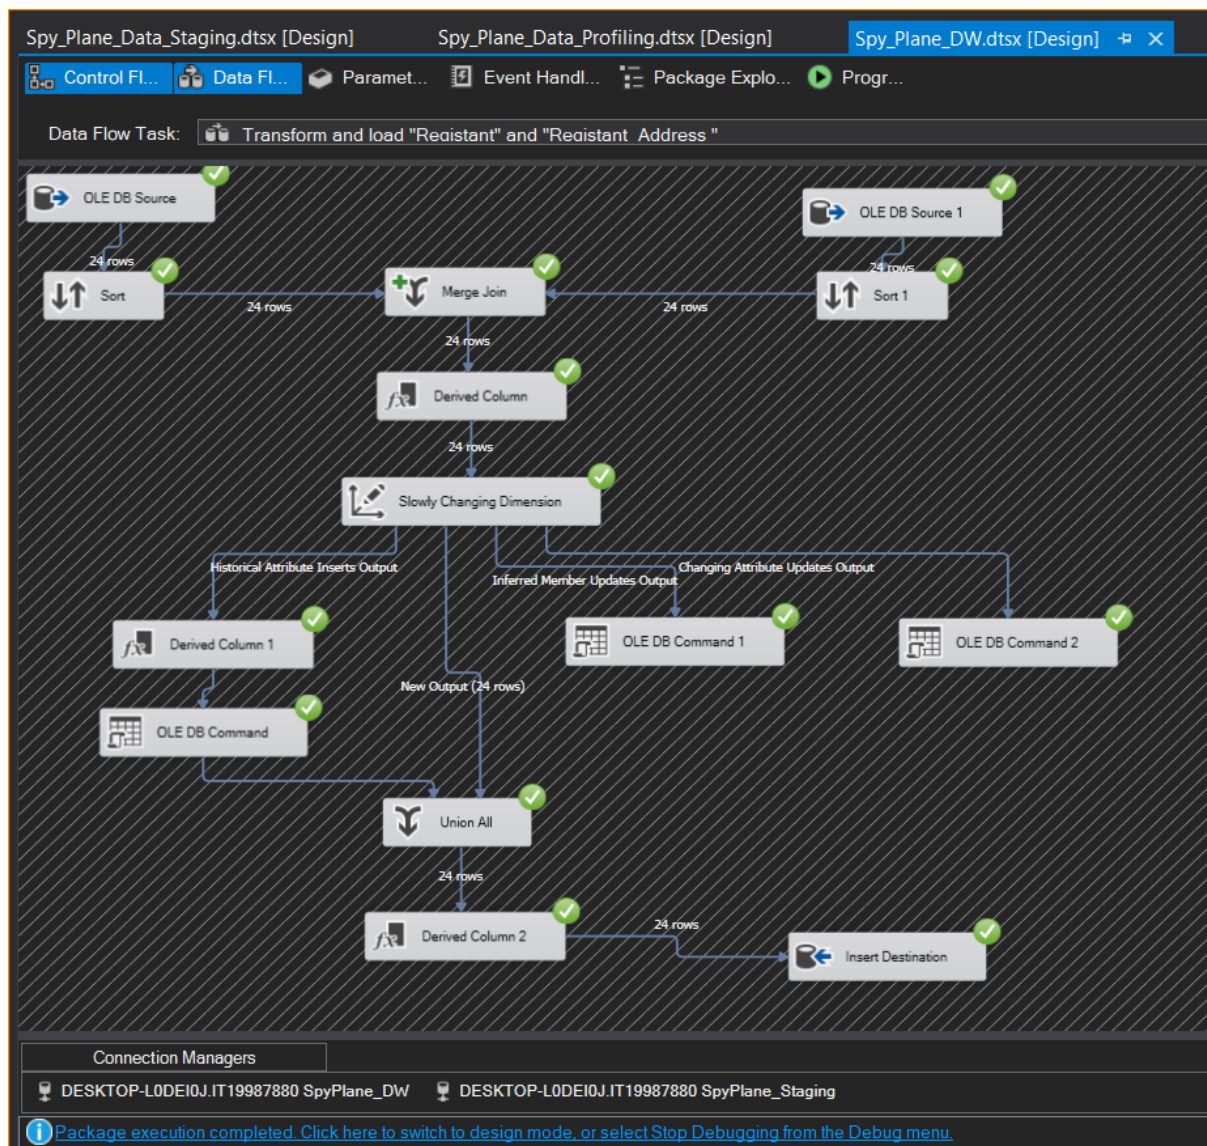 Spy_Plane_Data_Staging.dtsx [Design] Spy_Plane_Data_Profiling.dtsx [Design] Spy_Plane_DW.dtsx [Design]
Control Fl... Data Fl... Paramet... Event Handl... Package Explo... Progr...
Data Flow Task: Transform and load "Registant" and "Registant_Address "
OLE DB Source
OLE DB Source 1
24 rows
24 rows
Sort
24 rows
Merge Join
24 rows
Sort 1
24 rows
Derived Column
24 rows
Slowly Changing Dimension
Historical Attribute Inserts Output
Inferred Member Updates Output
Changing Attribute Updates Output
Derived Column 1
OLE DB Command 1
OLE DB Command 2
New Output (24 rows)
OLE DB Command
Union All
24 rows
Derived Column 2
24 rows
Insert Destination
Connection Managers
DESKTOP-L0DEI0J.IT19987880 SpyPlane_DW DESKTOP-L0DEI0J.IT19987880 SpyPlane_Staging
Package execution completed. Click here to switch to design mode, or select Stop Debugging from the Debug menu.